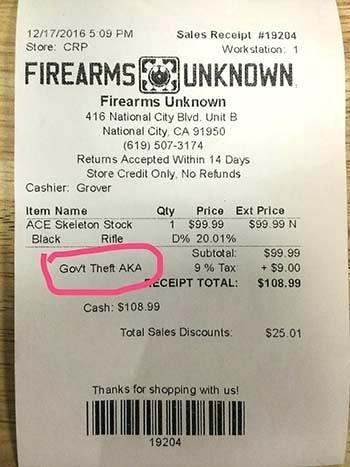 12/17/2016 5:09 PM Sales Receipt #19204
Store: CRP Workstation: 1
FIREARMS UNKNOWN
Firearms Unknown
416 National City Blvd. Unit B
National City, CA 91950
(619) 507-3174
Returns Accepted Within 14 Days
Store Credit Only, No Refunds
Cashier: Grover
Item Name Qty Price Ext Price
ACE Skeleton Stock 1 $99.99 $99.99 N
Black Rifle D% 20.01%
Subtotal: $99.99
Gov't Theft AKA 9 % Tax: + $9.00
RECEIPT TOTAL: $108.99
Cash: $108.99
Total Sales Discounts: $25.01
Thanks for shopping with us!
19204